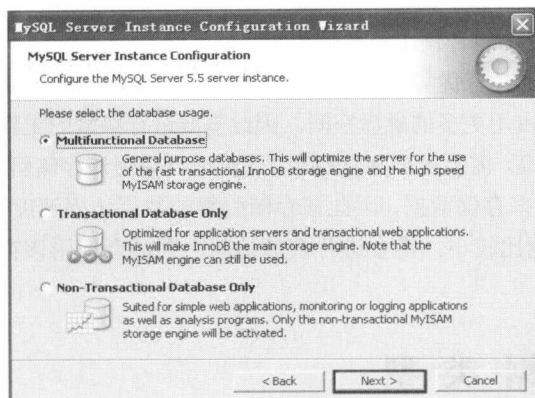 MySQL Server Instance Configuration Wizard
MySQL Server Instance Configuration
Configure the MySQL Server 5.5 server instance.
Please select the database usage.
Multifunctional Database
General purpose databases. This will optimize the server for the use
of the fast transactional InnoDB storage engine and the high speed
MyISAM storage engine.
Transactional Database Only
Optimized for application servers and transactional web applications.
This will make InnoDB the main storage engine. Note that the
MyISAM engine can still be used.
Non-Transactional Database Only
Suited for simple web applications, monitoring or logging applications
as well as analysis programs. Only the non-transactional MyISAM
storage engine will be activated.
< Back
Next >
Cancel